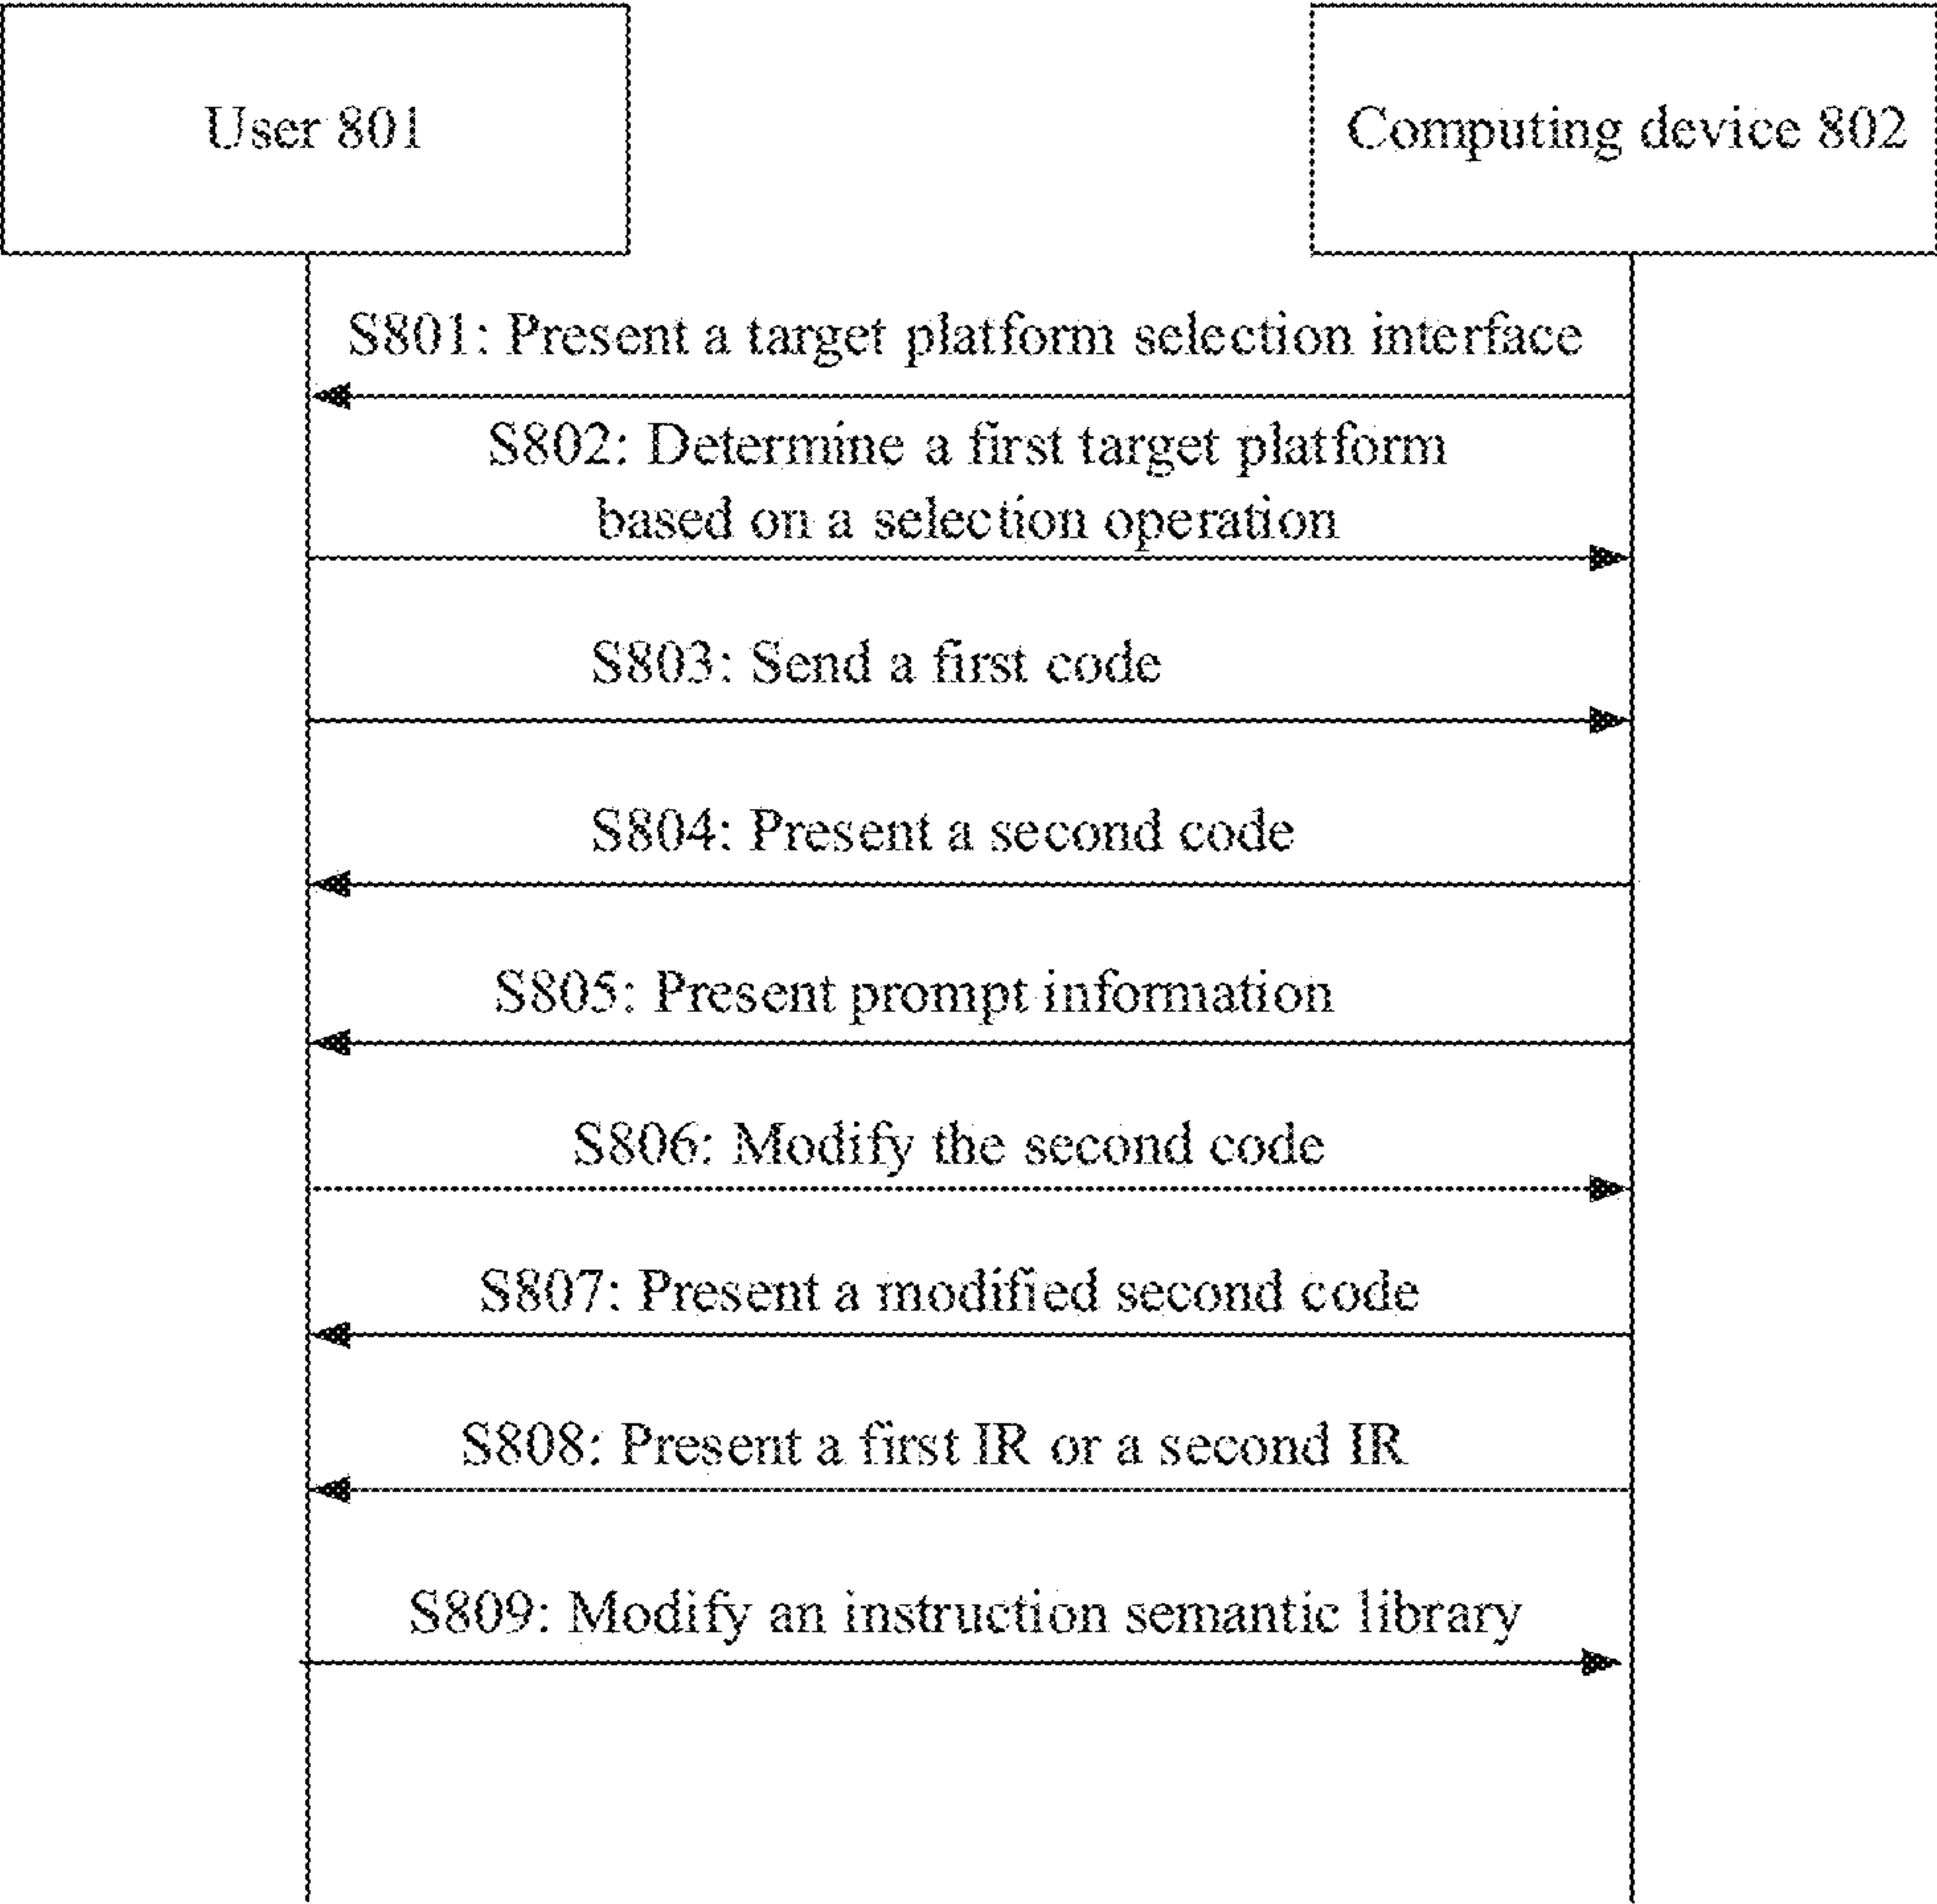 User 801
Computing device 802
S801: Present a target platform selection interface
S802: Determine a first target platform
based on a selection operation
S803: Send a first code
S804: Present a second code
S805: Present prompt information
S806: Modify the second code
S807: Present a modified second code
S808: Present a first IR or a second IR
S809: Modify an instruction semantic library